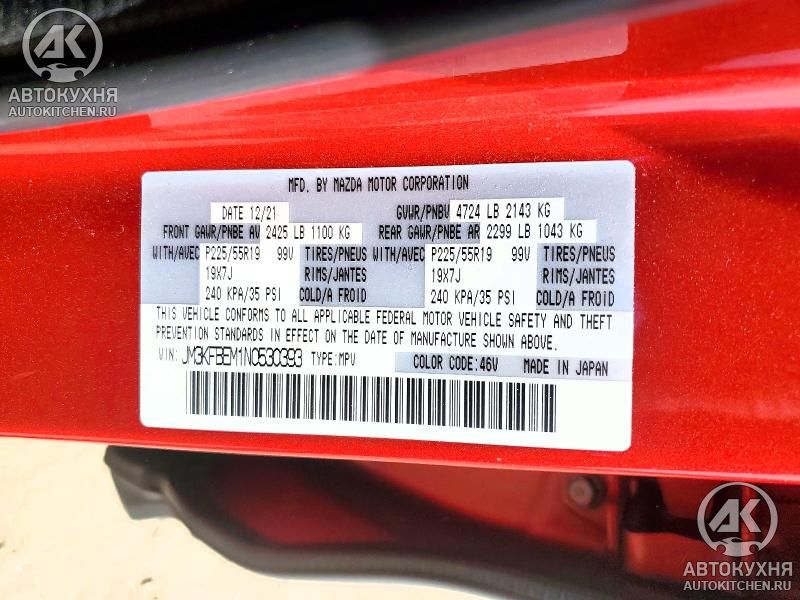 AK
АВТОКУХНЯ
AUTOKITCHEN.RU
MFD. BY MAZDA MOTOR CORPORATION
DATE 12/21 GVWR/PNBV 4724 LB 2143 KG
FRONT GAWR/PNBE AV 2425 LB 1100 KG REAR GAWR/PNBE AR 2299 LB 1043 KG
WITH/AVEC P225/55R19 99V TIRES/PNEUS WITH/AVEC P225/55R19 99V TIRES/PNEUS
19X7J RIMS/JANTES 19X7J RIMS/JANTES
240 KPA/35 PSI COLD/A FROID 240 KPA/35 PSI COLD/A FROID
THIS VEHICLE CONFORMS TO ALL APPLICABLE FEDERAL MOTOR VEHICLE SAFETY AND THEFT
PREVENTION STANDARDS IN EFFECT ON THE DATE OF MANUFACTURE SHOWN ABOVE.
VIN: JM3KFBEM1N0530393 TYPE:MPV COLOR CODE:46V MADE IN JAPAN
AK
АВТОКУХНЯ
AUTOKITCHEN.RU